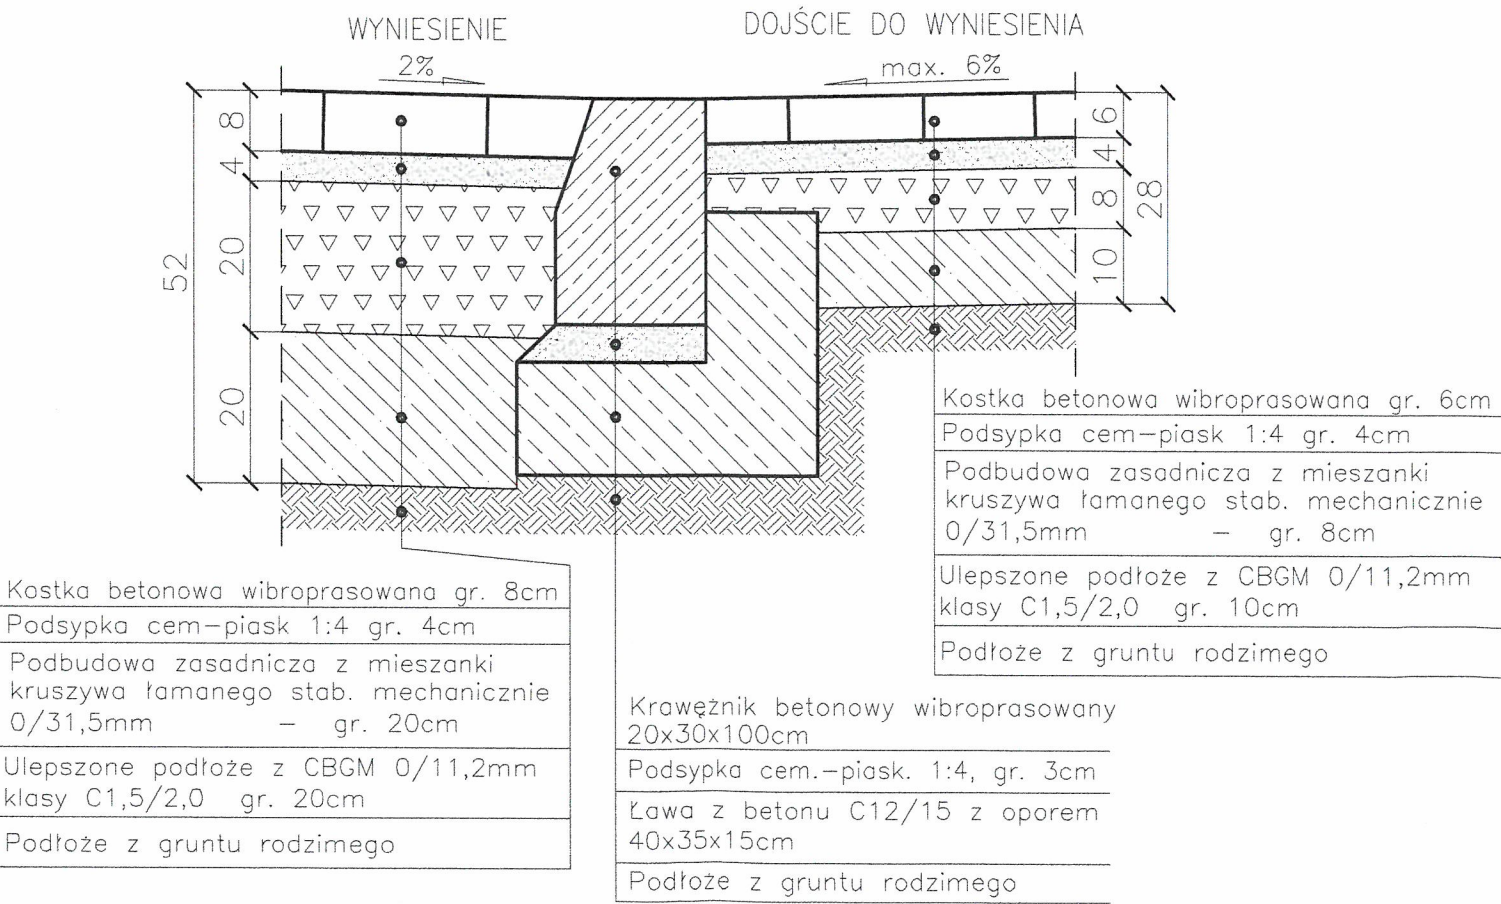 WYNIESIENIE
DOJŚCIE DO WYNIESIENIA
2%
max. 6%
8
4
20
20
52
6
4
8
10
28
Kostka betonowa wibroprasowana gr. 6cm
Podsypka cem-piask 1:4 gr. 4cm
Podbudowa zasadnicza z mieszanki
kruszywa łamanego stab. mechanicznie
0/31,5mm - gr. 8cm
Ulepszone podłoże z CBGM 0/11,2mm
klasy C1,5/2,0 gr. 10cm
Podłoże z gruntu rodzimego
Kostka betonowa wibroprasowana gr. 8cm
Podsypka cem-piask 1:4 gr. 4cm
Podbudowa zasadnicza z mieszanki
kruszywa łamanego stab. mechanicznie
0/31,5mm - gr. 20cm
Ulepszone podłoże z CBGM 0/11,2mm
klasy C1,5/2,0 gr. 20cm
Podłoże z gruntu rodzimego
Krawężnik betonowy wibroprasowany
20x30x100cm
Podsypka cem.-piask. 1:4, gr. 3cm
Ława z betonu C12/15 z oporem
40x35x15cm
Podłoże z gruntu rodzimego